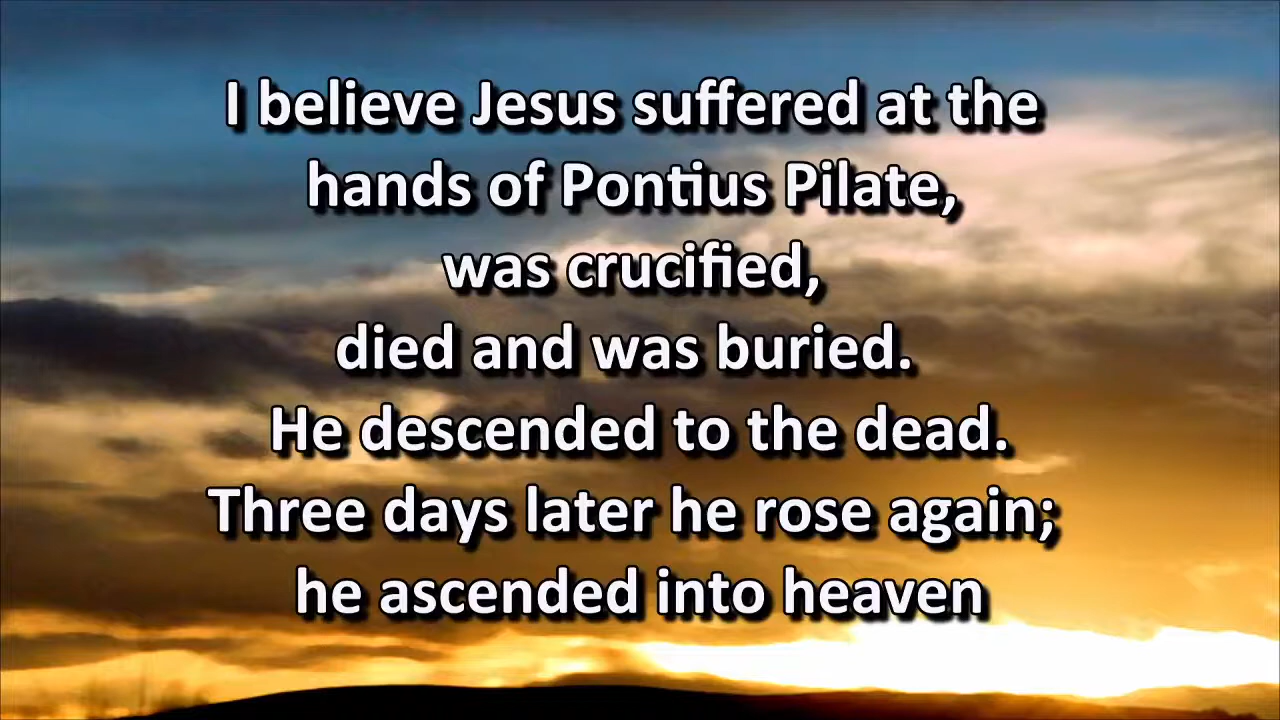 I believe Jesus suffered at the
hands of Pontius Pilate,
was crucified,
died and was buried.
He descended to the dead.
Three days later he rose again;
he ascended into heaven